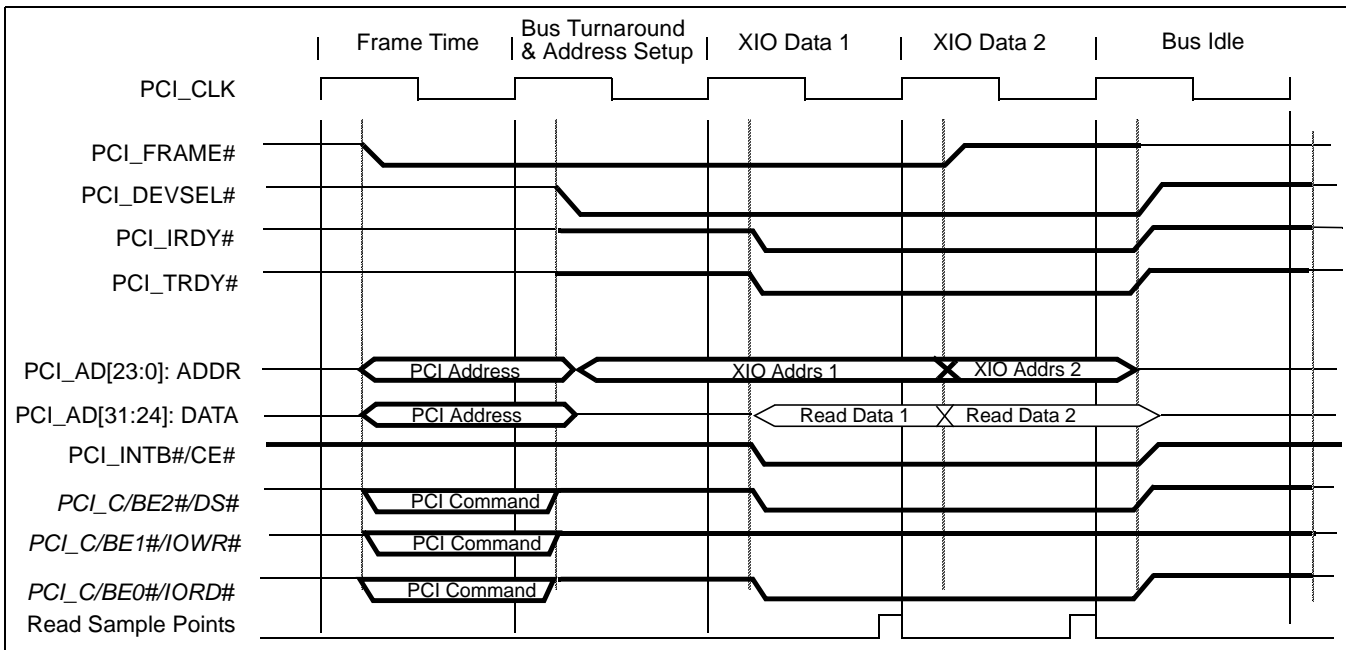 Frame Time
Bus Turnaround
& Address Setup
XIO Data 1
XIO Data 2
Bus Idle
PCI_CLK
PCI_FRAME#
PCI_DEVSEL#
PCI_IRDY#
PCI_TRDY#
PCI_AD[23:0]: ADDR
PCI Address
XIO Addrs 1
XIO Addrs 2
PCI_AD[31:24]: DATA
PCI Address
Read Data 1
Read Data 2
PCI_INTB#/CE#
PCI_C/BE2#/DS#
PCI Command
PCI_C/BE1#/IOWR#
PCI Command
PCI_C/BE0#/IORD#
PCI Command
Read Sample Points